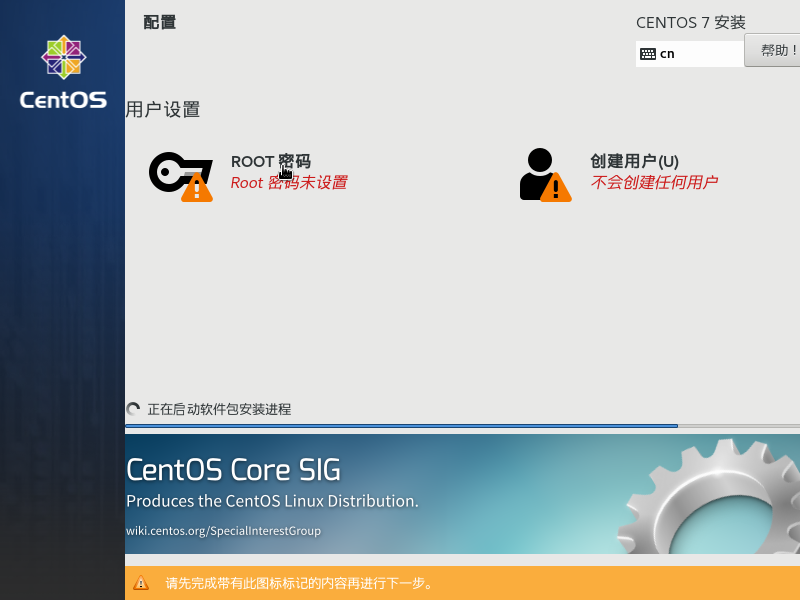 CentOS
配置
CENTOS 7 安装
cn
帮助！
用户设置
ROOT 密码
Root 密码未设置
创建用户(U)
不会创建任何用户
正在启动软件包安装进程
CentOS Core SIG
Produces the CentOS Linux Distribution.
wiki.centos.org/SpecialInterestGroup
请先完成带有此图标标记的内容再进行下一步。